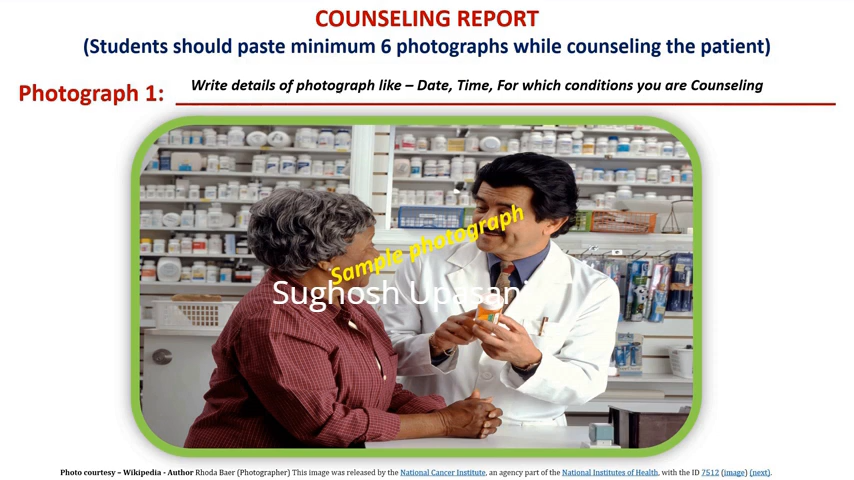 COUNSELING REPORT
(Students should paste minimum 6 photographs while counseling the patient)
Photograph 1: Write details of photograph like – Date, Time, For which conditions you are Counseling
Sample photograph
Sughosh Upasani
Photo courtesy – Wikipedia - Author Rhoda Baer (Photographer) This image was released by the National Cancer Institute, an agency part of the National Institutes of Health, with the ID 7512 (image) (next).